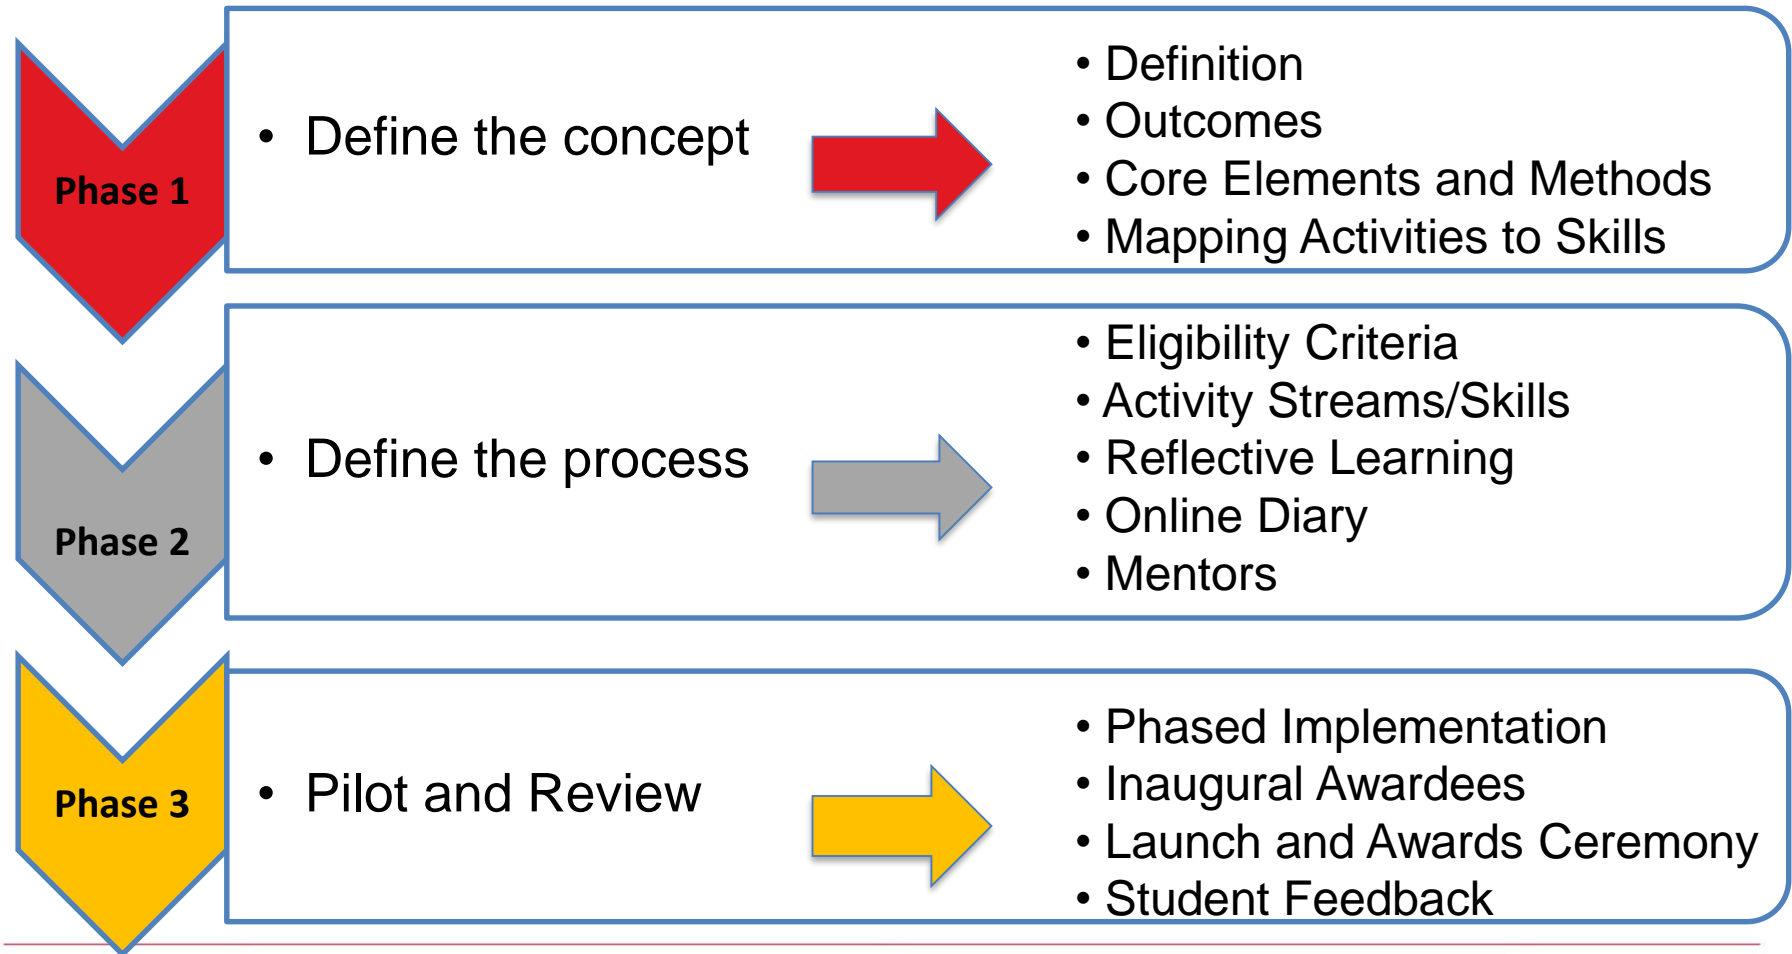 Phase 1
• Define the concept
• Definition
• Outcomes
• Core Elements and Methods
• Mapping Activities to Skills
Phase 2
• Define the process
• Eligibility Criteria
• Activity Streams/Skills
• Reflective Learning
• Online Diary
• Mentors
Phase 3
• Pilot and Review
• Phased Implementation
• Inaugural Awardees
• Launch and Awards Ceremony
• Student Feedback